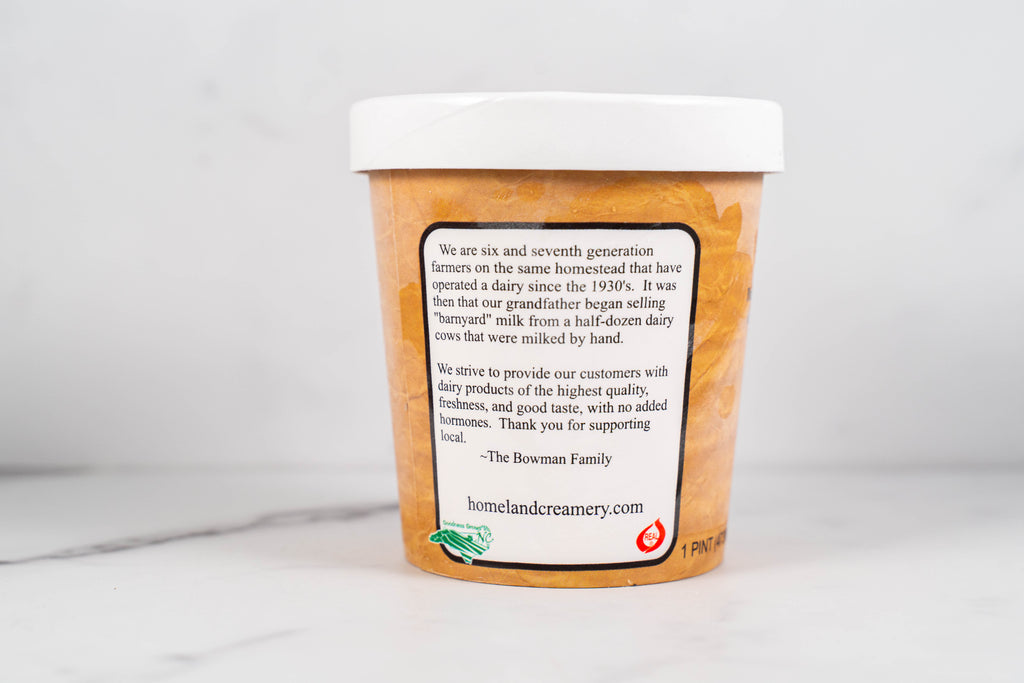 We are six and seventh generation
farmers on the same homestead that have
operated a dairy since the 1930's. It was
then that our grandfather began selling
"barnyard" milk from a half-dozen dairy
cows that were milked by hand.
We strive to provide our customers with
dairy products of the highest quality,
freshness, and good taste, with no added
hormones. Thank you for supporting
local.
~The Bowman Family
homelandcreamery.com
Goodness Grows
NC
REAL
1 PINT